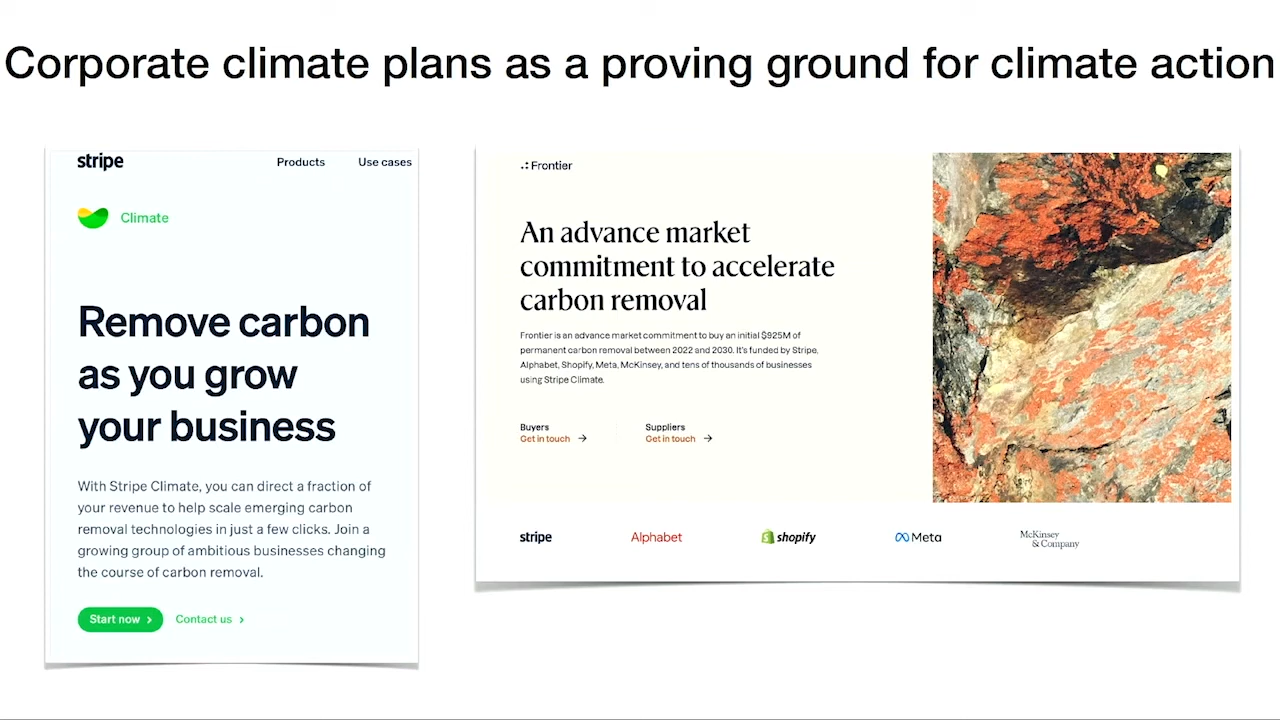 Corporate climate plans as a proving ground for climate action
stripe
Products
Use cases
Climate
Remove carbon
as you grow
your business
With Stripe Climate, you can direct a fraction of
your revenue to help scale emerging carbon
removal technologies in just a few clicks. Join a
growing group of ambitious businesses changing
the course of carbon removal.
Start now
Contact us
Frontier
An advance market
commitment to accelerate
carbon removal
Frontier is an advance market commitment to buy an initial $925M of
permanent carbon removal between 2022 and 2030. It's funded by Stripe,
Alphabet, Shopify, Meta, McKinsey, and tens of thousands of businesses
using Stripe Climate.
Buyers
Get in touch →
Suppliers
Get in touch →
stripe
Alphabet
shopify
Meta
McKinsey
& Company